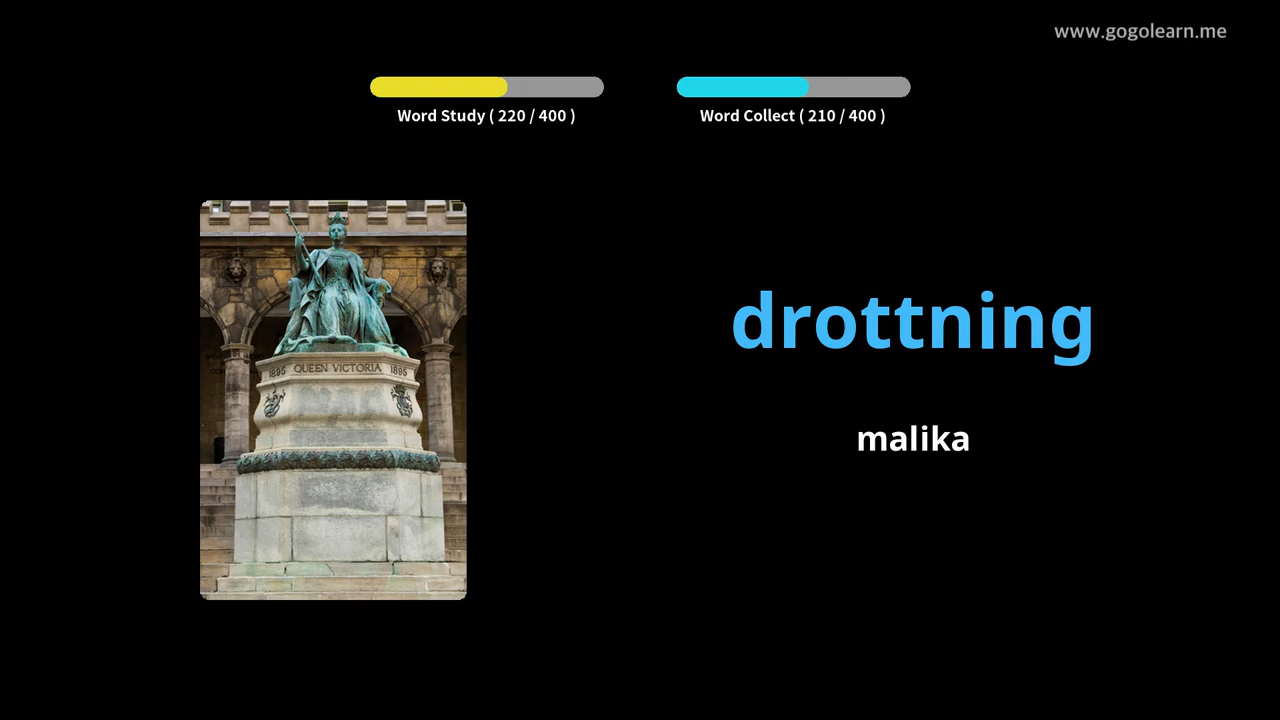 www.gogolearn.me
Word Study ( 220 / 400 )
Word Collect ( 210 / 400 )
1895 QUEEN VICTORIA 1895
drottning
malika